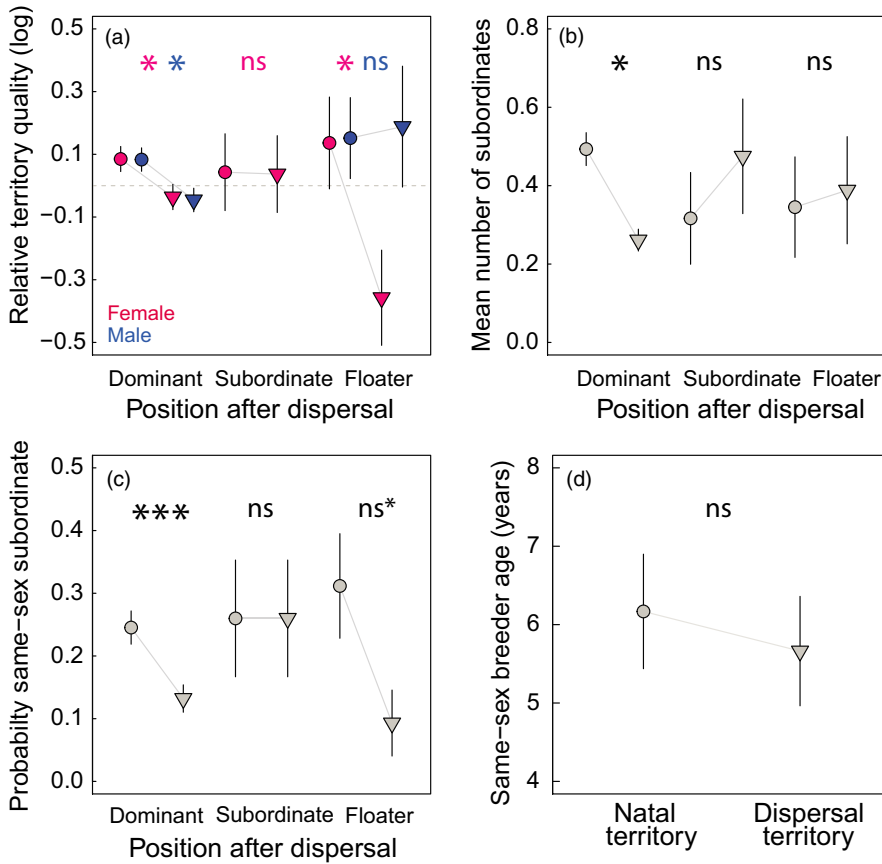 (a)
Relative territory quality (log)
0.5
0.3
0.1
−0.1
−0.3
−0.5
* * ns * ns
Female
Male
Dominant Subordinate Floater
Position after dispersal
(b)
Mean number of subordinates
0.8
0.6
0.4
0.2
0.0
* ns ns
Dominant Subordinate Floater
Position after dispersal
(c)
Probabilty same−sex subordinate
0.5
0.4
0.3
0.2
0.1
0.0
*** ns ns*
Dominant Subordinate Floater
Position after dispersal
(d)
Same−sex breeder age (years)
8
7
6
5
4
ns
Natal Dispersal
territory territory